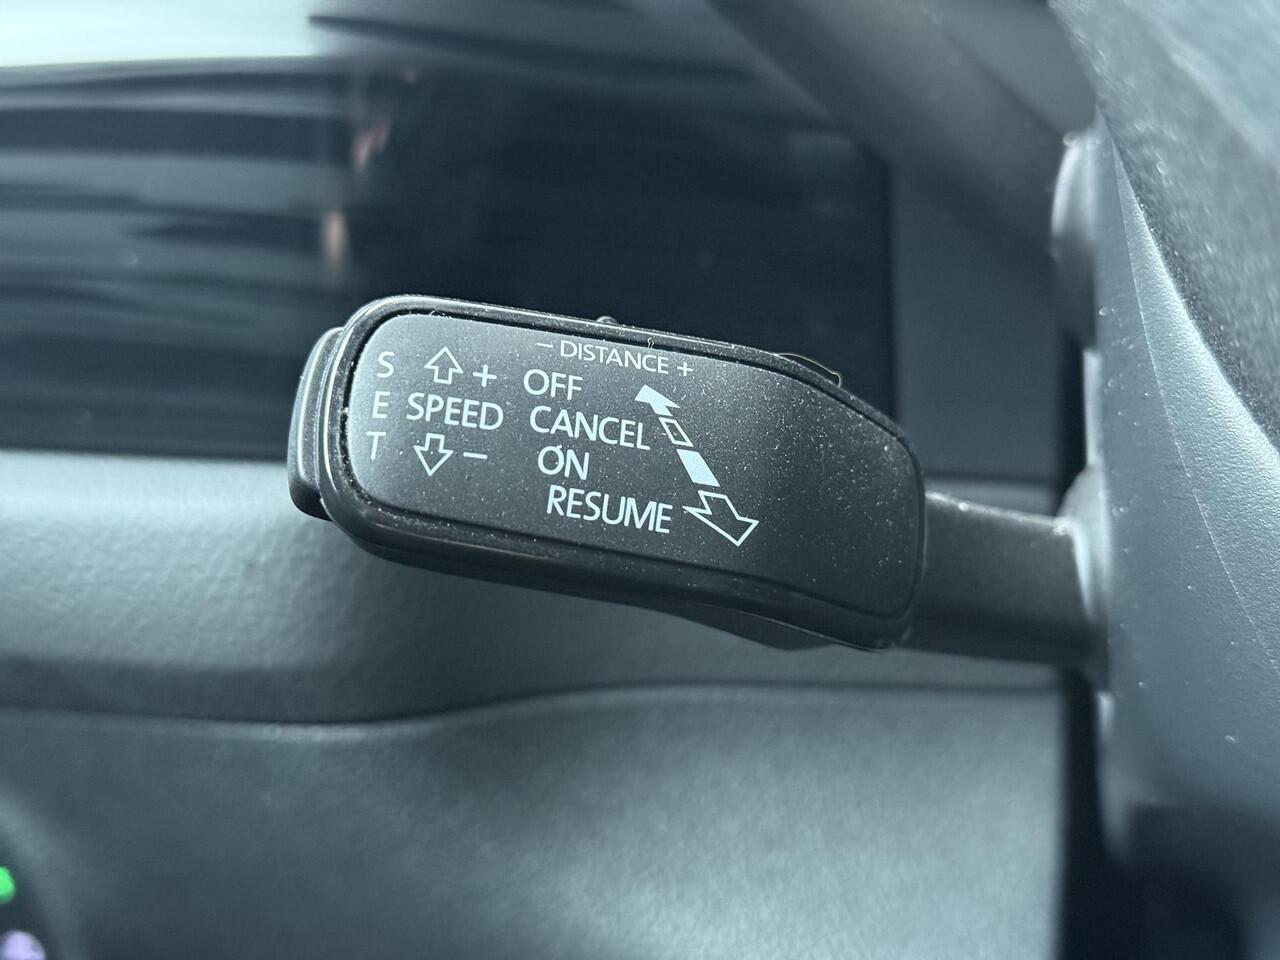 − DISTANCE +
S + OFF
E SPEED CANCEL
T − ON
RESUME